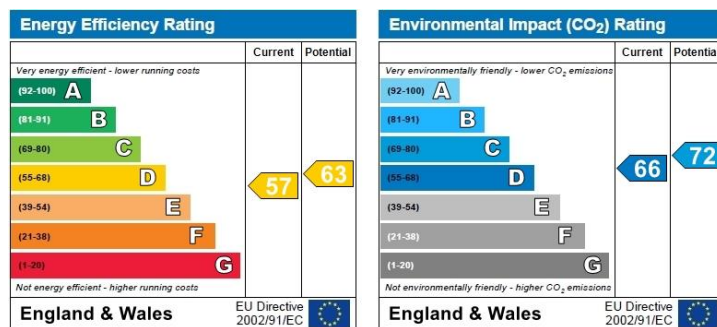 Energy Efficiency Rating
Current Potential
Very energy efficient - lower running costs
(92-100) A
(81-91) B
(69-80) C
(55-68) D
(39-54) E
(21-38) F
(1-20) G
57
63
Not energy efficient - higher running costs
England & Wales
EU Directive
2002/91/EC
Environmental Impact (CO2) Rating
Current Potential
Very environmentally friendly - lower CO2 emissions
(92-100) A
(81-91) B
(69-80) C
(55-68) D
(39-54) E
(21-38) F
(1-20) G
66
72
Not environmentally friendly - higher CO2 emissions
England & Wales
EU Directive
2002/91/EC